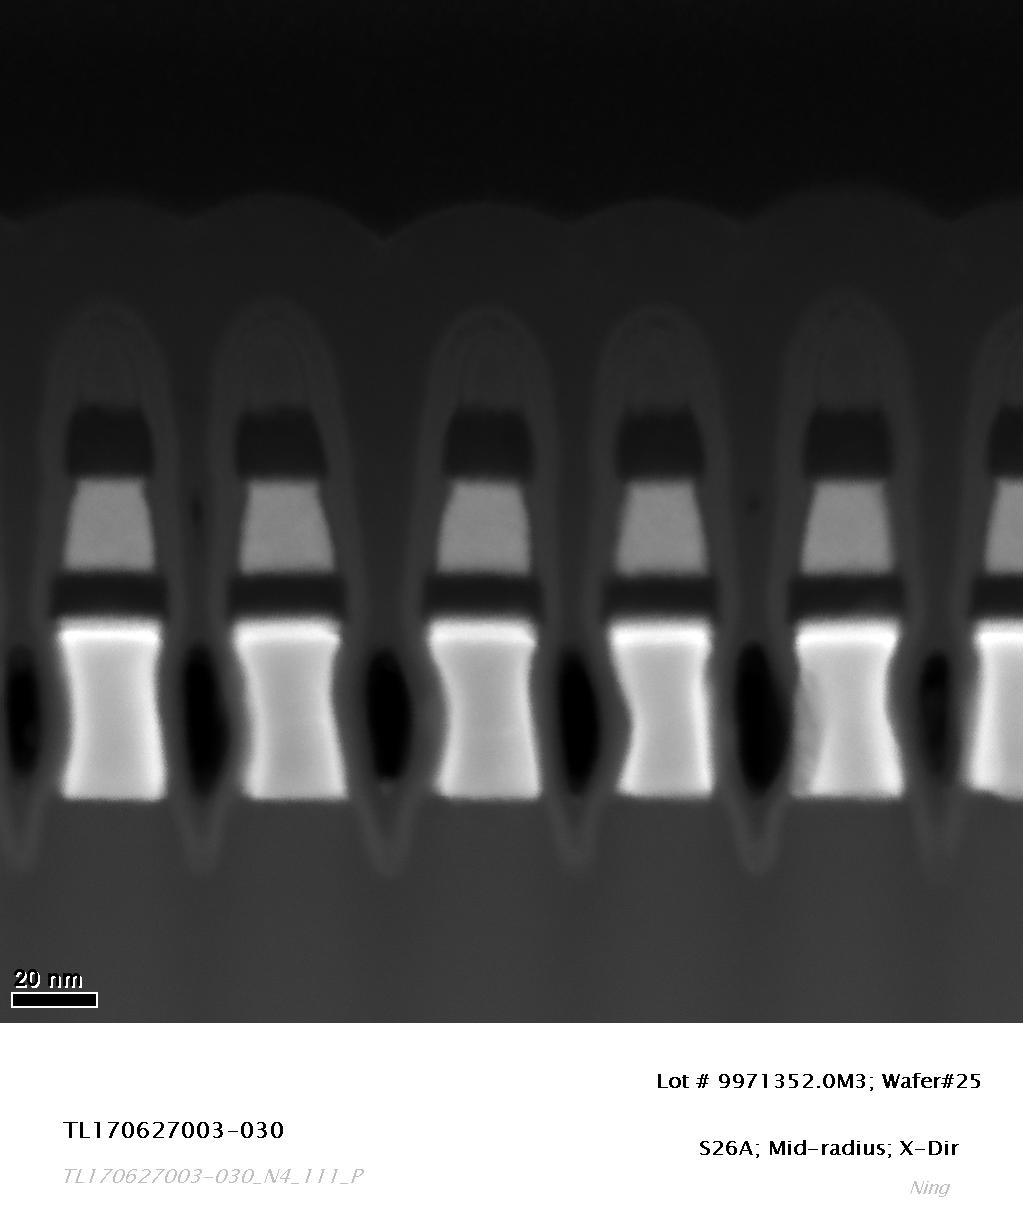 20 nm
Lot # 9971352.0M3; Wafer#25
TL170627003-030
S26A; Mid-radius; X-Dir
TL170627003-030_N4_111_P
Ning